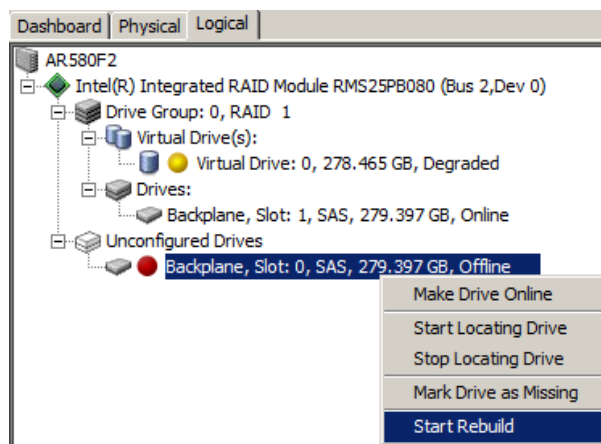 Dashboard Physical Logical
AR580F2
Intel(R) Integrated RAID Module RMS25PB080 (Bus 2,Dev 0)
Drive Group: 0, RAID 1
Virtual Drive(s):
Virtual Drive: 0, 278.465 GB, Degraded
Drives:
Backplane, Slot: 1, SAS, 279.397 GB, Online
Unconfigured Drives
Backplane, Slot: 0, SAS, 279.397 GB, Offline
Make Drive Online
Start Locating Drive
Stop Locating Drive
Mark Drive as Missing
Start Rebuild